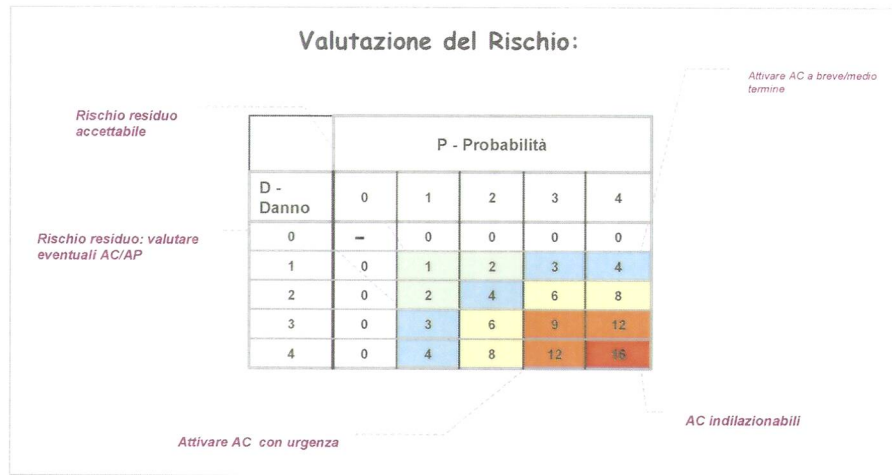 Valutazione del Rischio:
Attivare AC a breve/medio
termine
Rischio residuo
accettabile
P - Probabilità
D -
Danno
0 1 2 3 4
Rischio residuo: valutare
eventuali AC/AP
0 – 0 0 0 0
1 0 1 2 3 4
2 0 2 4 6 8
3 0 3 6 9 12
4 0 4 8 12 16
AC indilazionabili
Attivare AC con urgenza